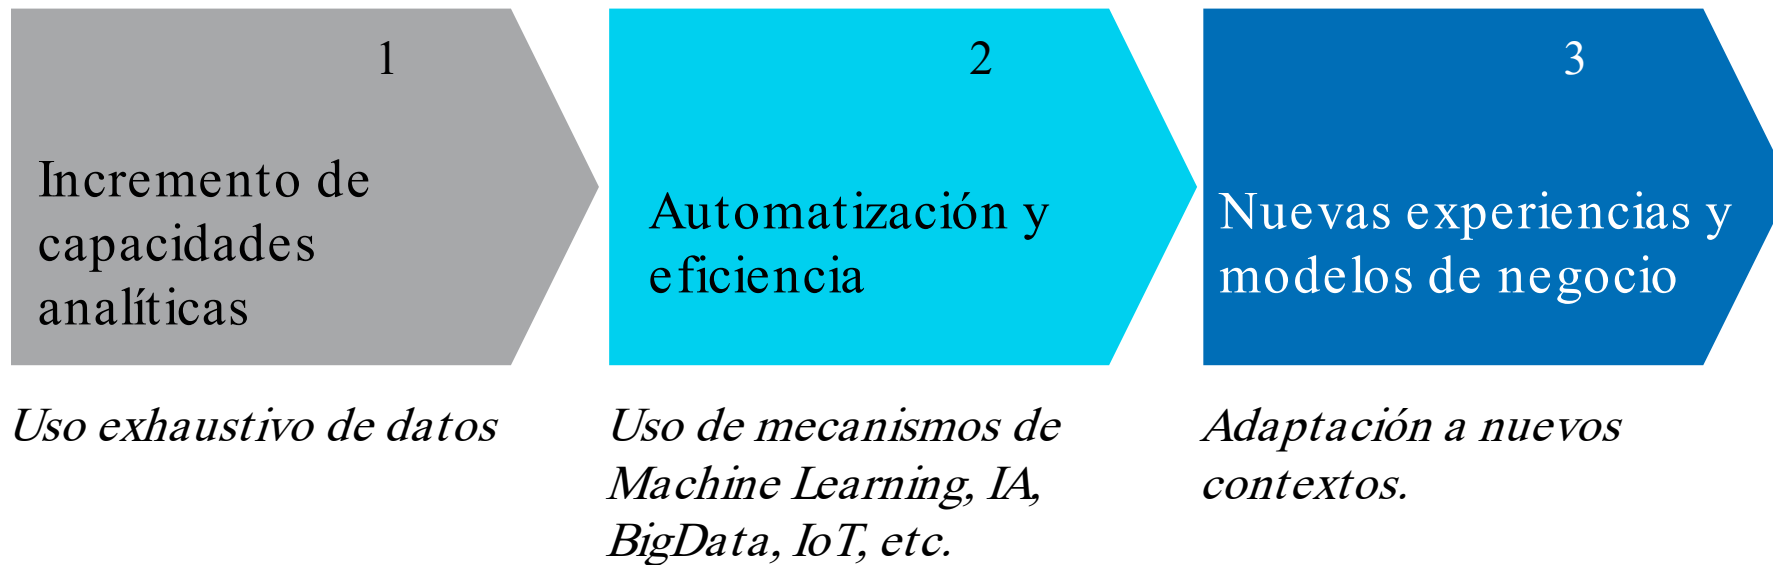 1
Incremento de
capacidades
analíticas
Uso exhaustivo de datos
2
Automatización y
eficiencia
Uso de mecanismos de
Machine Learning, IA,
BigData, IoT, etc.
3
Nuevas experiencias y
modelos de negocio
Adaptación a nuevos
contextos.